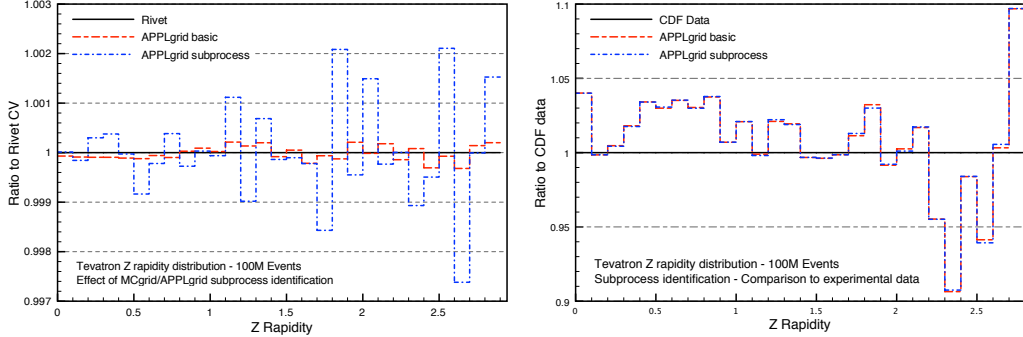 Ratio to Rivet CV
1.003
1.002
1.001
1
0.999
0.998
0.997
Rivet
APPLgrid basic
APPLgrid subprocess
Tevatron Z rapidity distribution - 100M Events
Effect of MCgrid/APPLgrid subprocess identification
0 0.5 1 1.5 2 2.5
Z Rapidity
Ratio to CDF data
1.1
1.05
1
0.95
0.9
CDF Data
APPLgrid basic
APPLgrid subprocess
Tevatron Z rapidity distribution - 100M Events
Subprocess identification - Comparison to experimental data
0 0.5 1 1.5 2 2.5
Z Rapidity